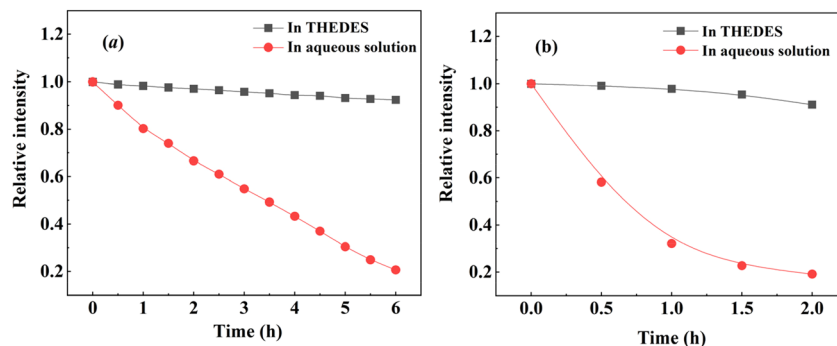 (a)
In THEDES
In aqueous solution
1.2
1.0
0.8
0.6
0.4
0.2
Relative intensity
0 1 2 3 4 5 6
Time (h)
(b)
In THEDES
In aqueous solution
1.2
1.0
0.8
0.6
0.4
0.2
Relative intensity
0.0 0.5 1.0 1.5 2.0
Time (h)